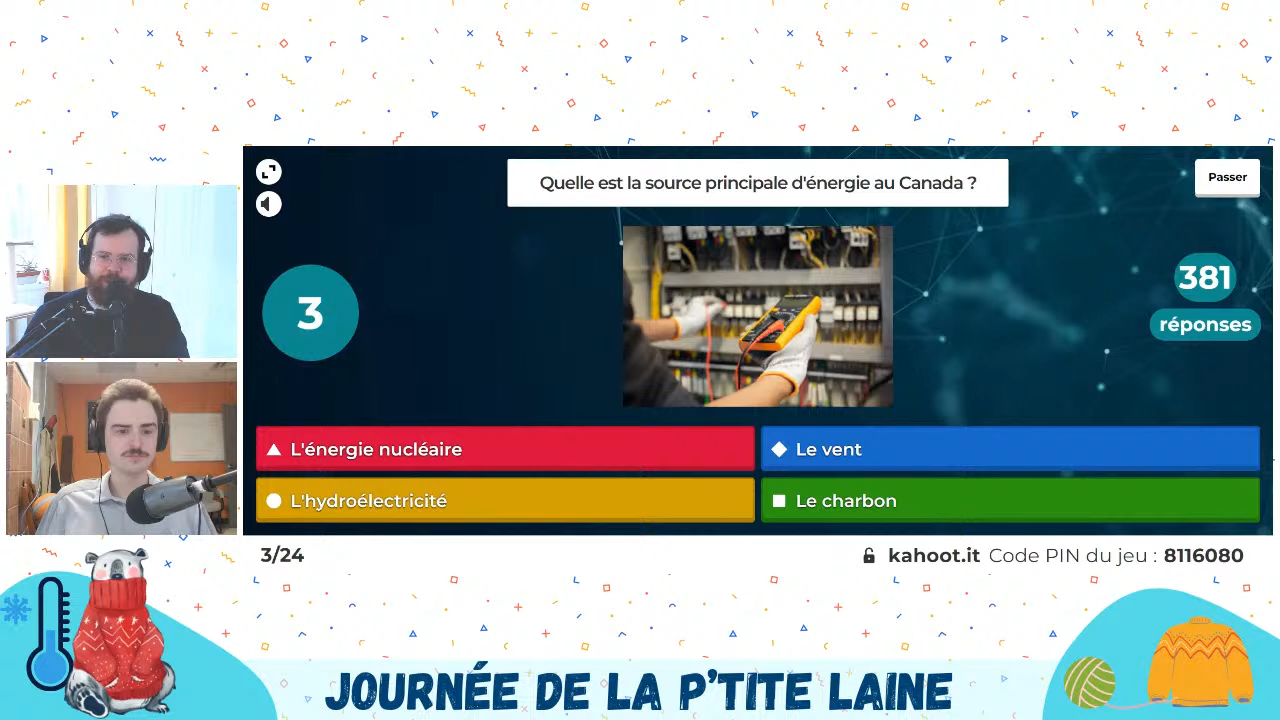 Quelle est la source principale d'énergie au Canada ?
Passer
3
381
réponses
L'énergie nucléaire
Le vent
L'hydroélectricité
Le charbon
3/24
kahoot.it Code PIN du jeu : 8116080
JOURNÉE DE LA P'TITE LAINE